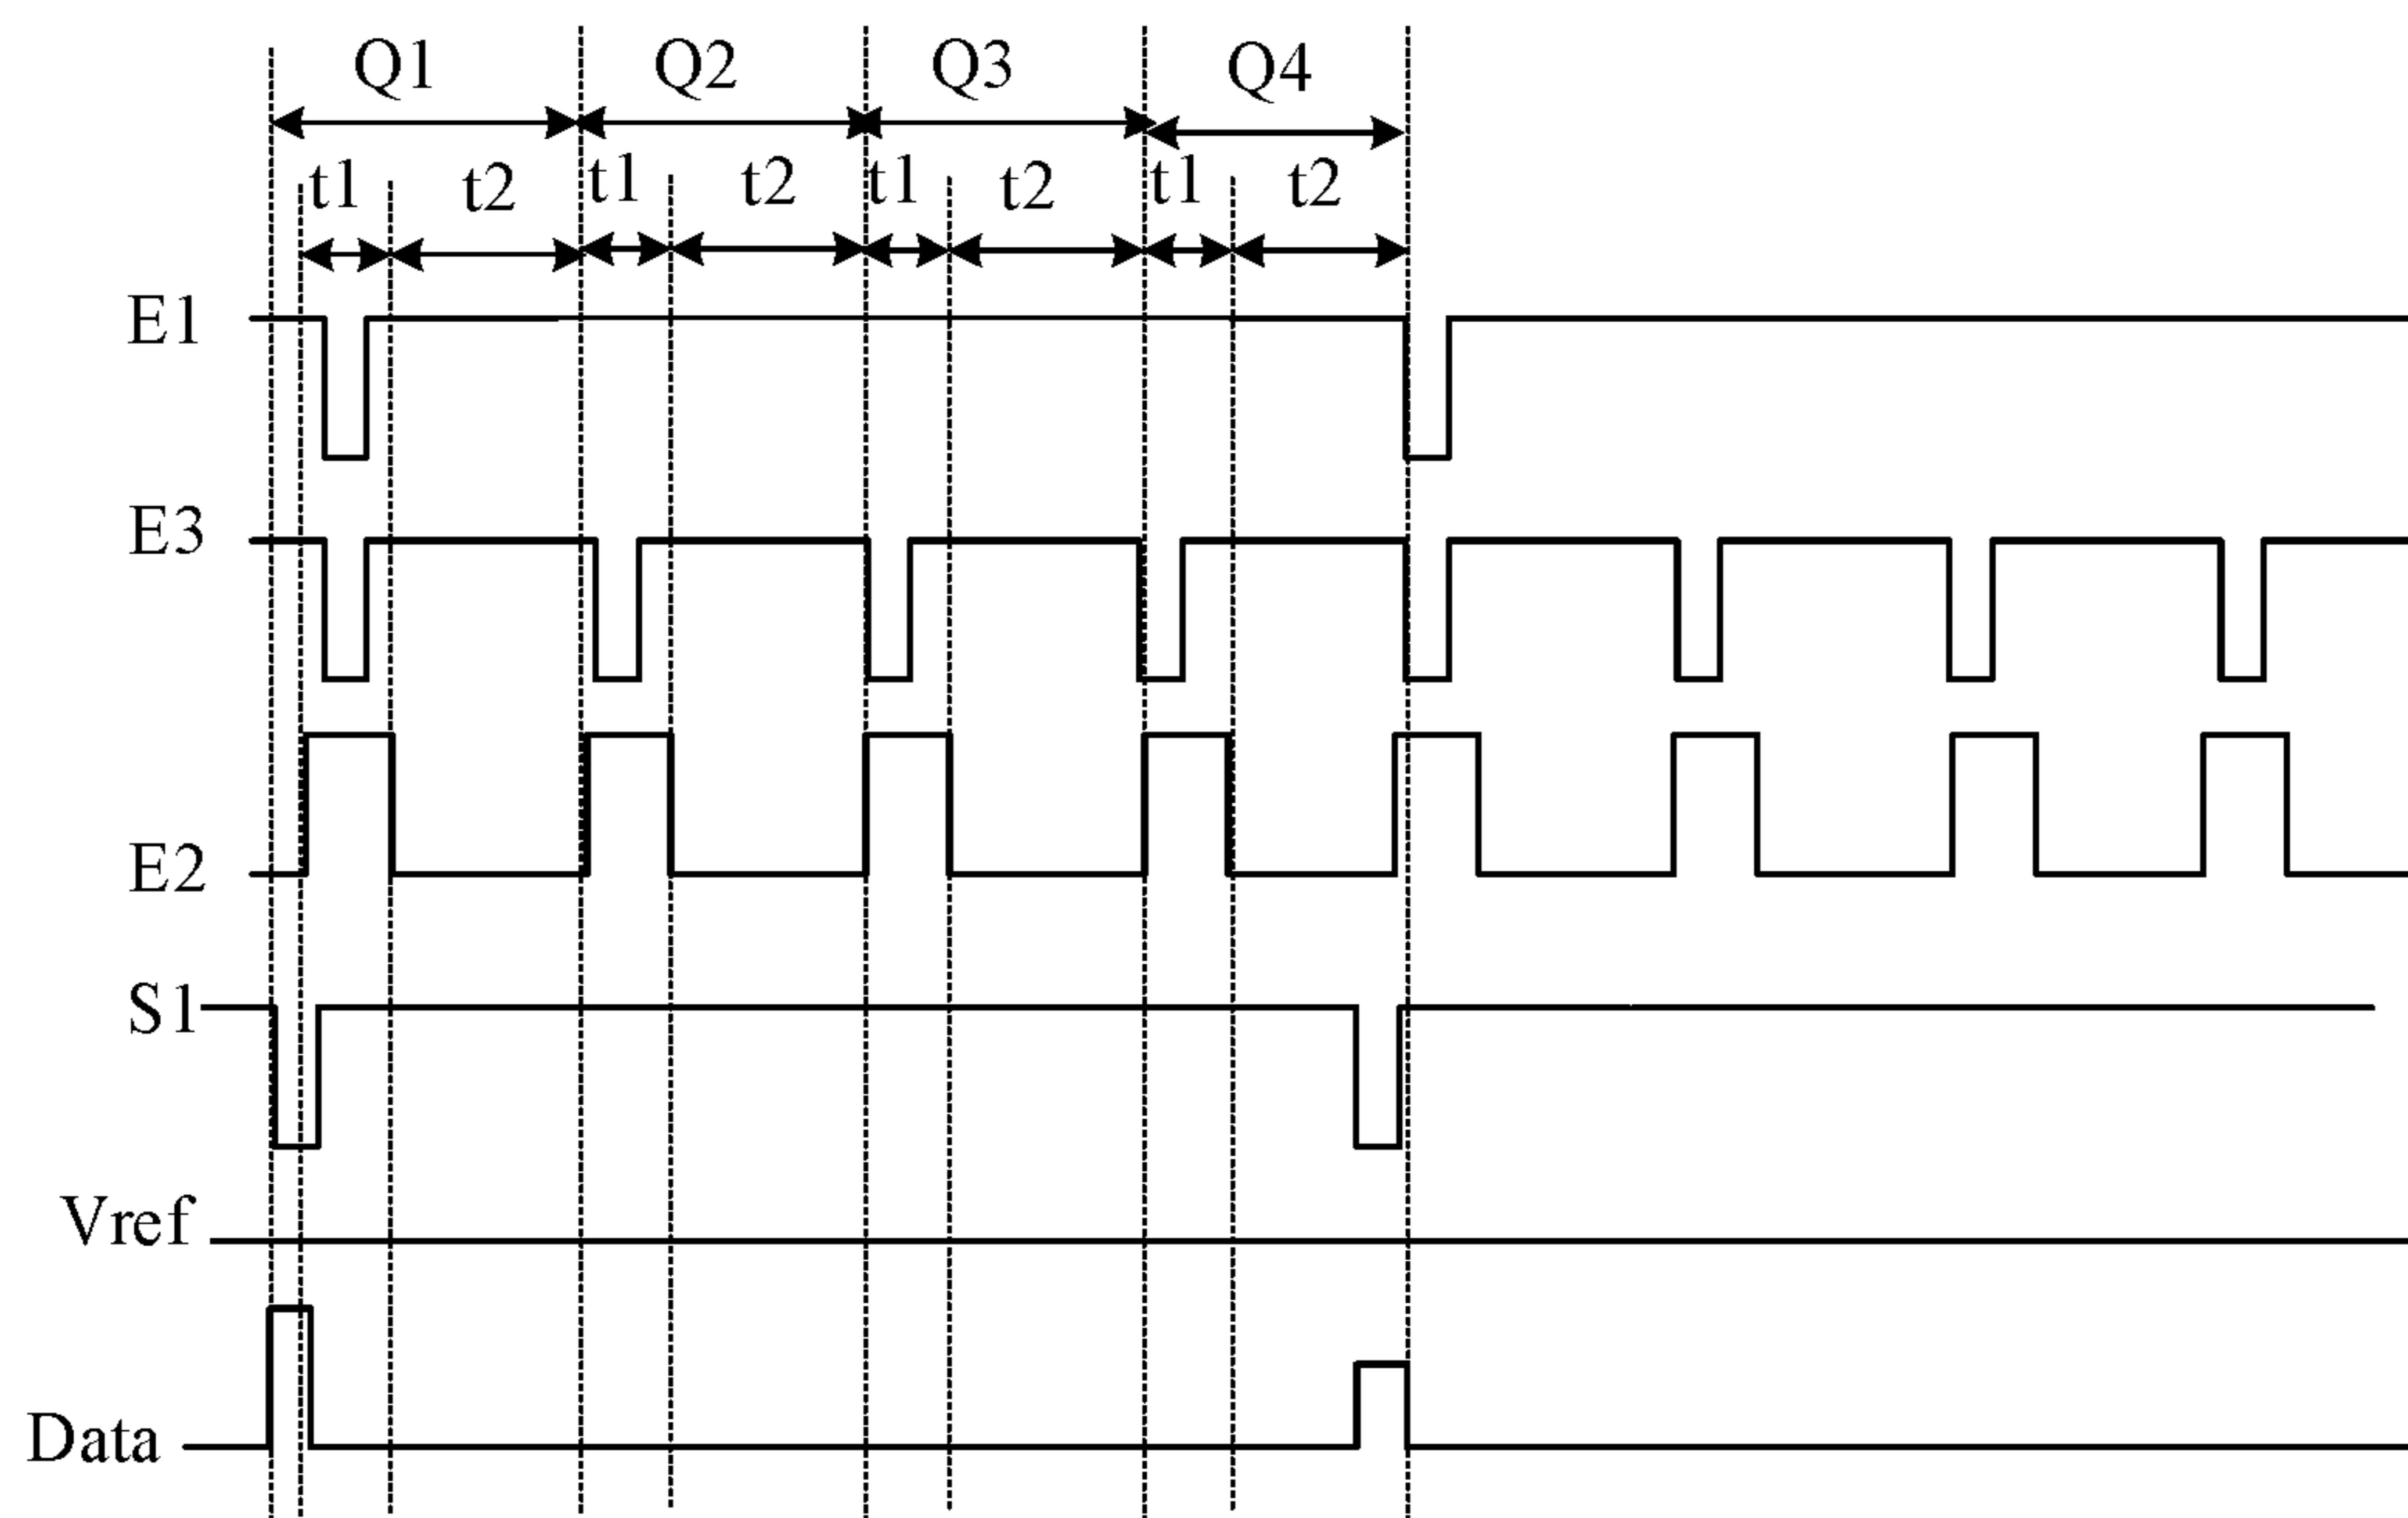 Q1 Q2 Q3 Q4
t1 t2 t1 t2 t1 t2 t1 t2
E1
E3
E2
S1
Vref
Data